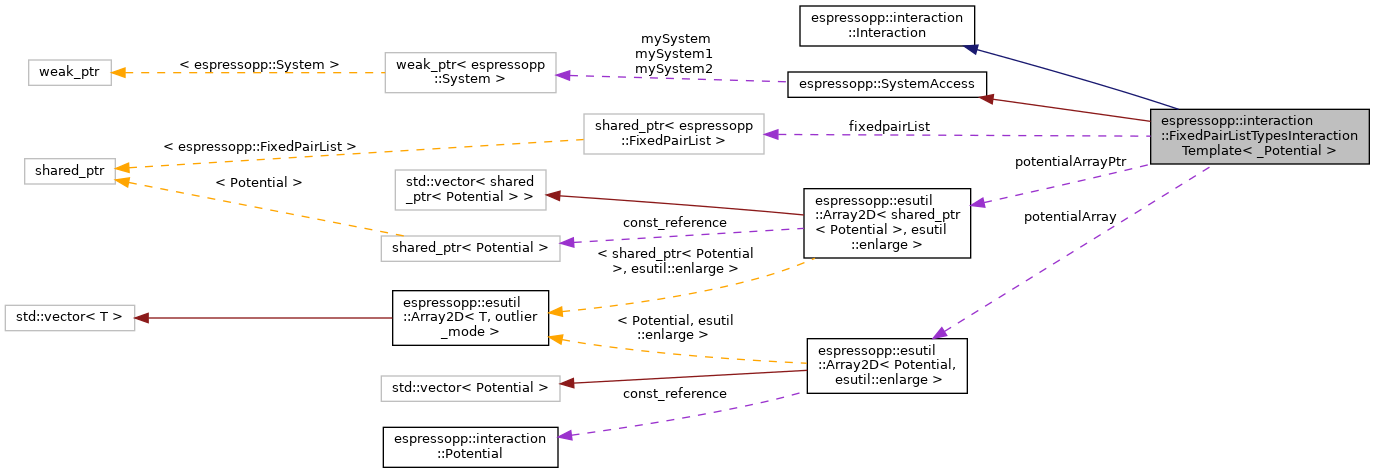 espressopp::interaction
::Interaction
mySystem
mySystem1
mySystem2
< espressopp::System >
weak_ptr
weak_ptr< espressopp
::System >
espressopp::SystemAccess
espressopp::interaction
::FixedPairListTypesInteraction
Template< _Potential >
fixedpairList
shared_ptr< espressopp
::FixedPairList >
< espressopp::FixedPairList >
shared_ptr
< Potential >
potentialArrayPtr
std::vector< shared
_ptr< Potential > >
espressopp::esutil
::Array2D< shared_ptr
< Potential >, esutil
::enlarge >
const_reference
shared_ptr< Potential >
potentialArray
< shared_ptr< Potential
>, esutil::enlarge >
std::vector< T >
espressopp::esutil
::Array2D< T, outlier
_mode >
< Potential, esutil
::enlarge >
espressopp::esutil
::Array2D< Potential,
esutil::enlarge >
std::vector< Potential >
const_reference
espressopp::interaction
::Potential